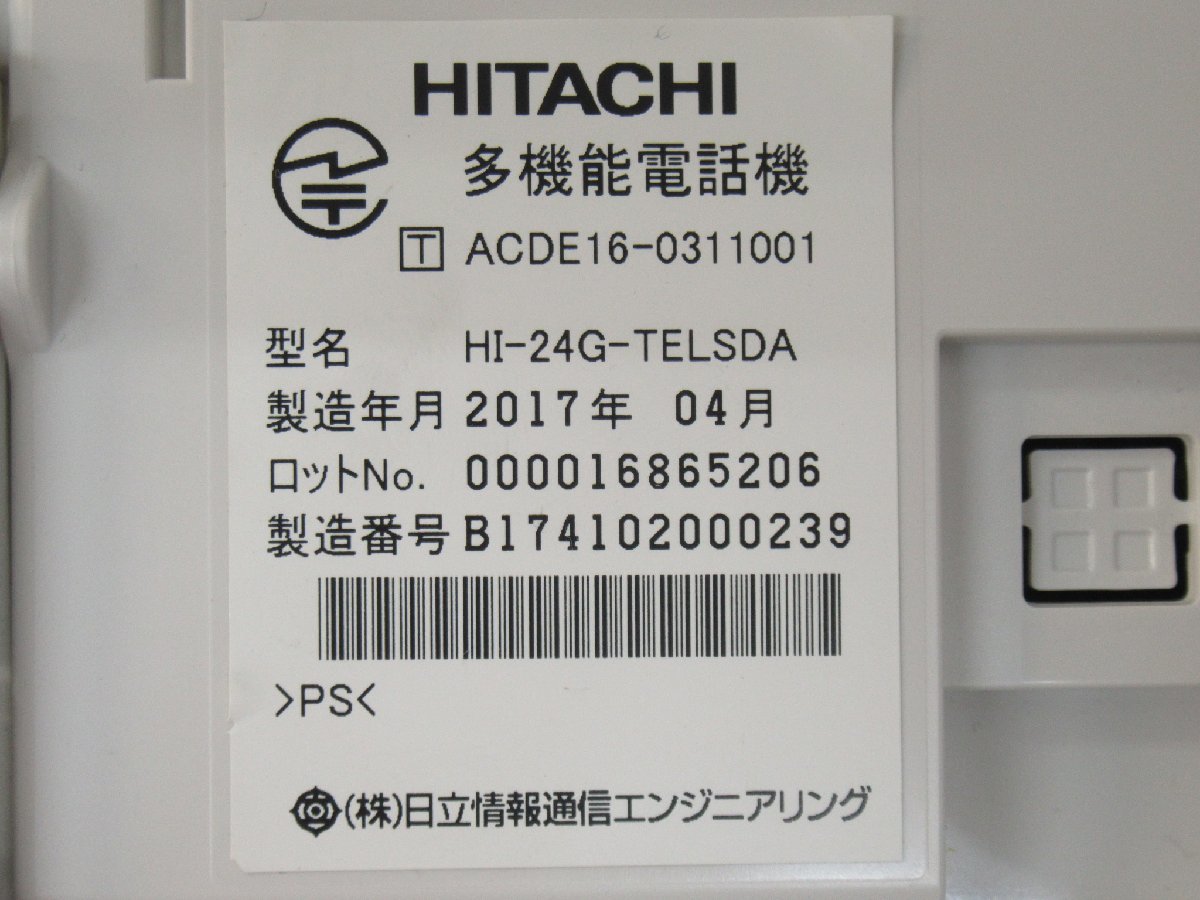 HITACHI
多機能電話機
T ACDE16-0311001
型名 HI-24G-TELSDA
製造年月 2017年 04月
ロットNo. 000016865206
製造番号 B174102000239
>PS<
(株)日立情報通信エンジニアリング